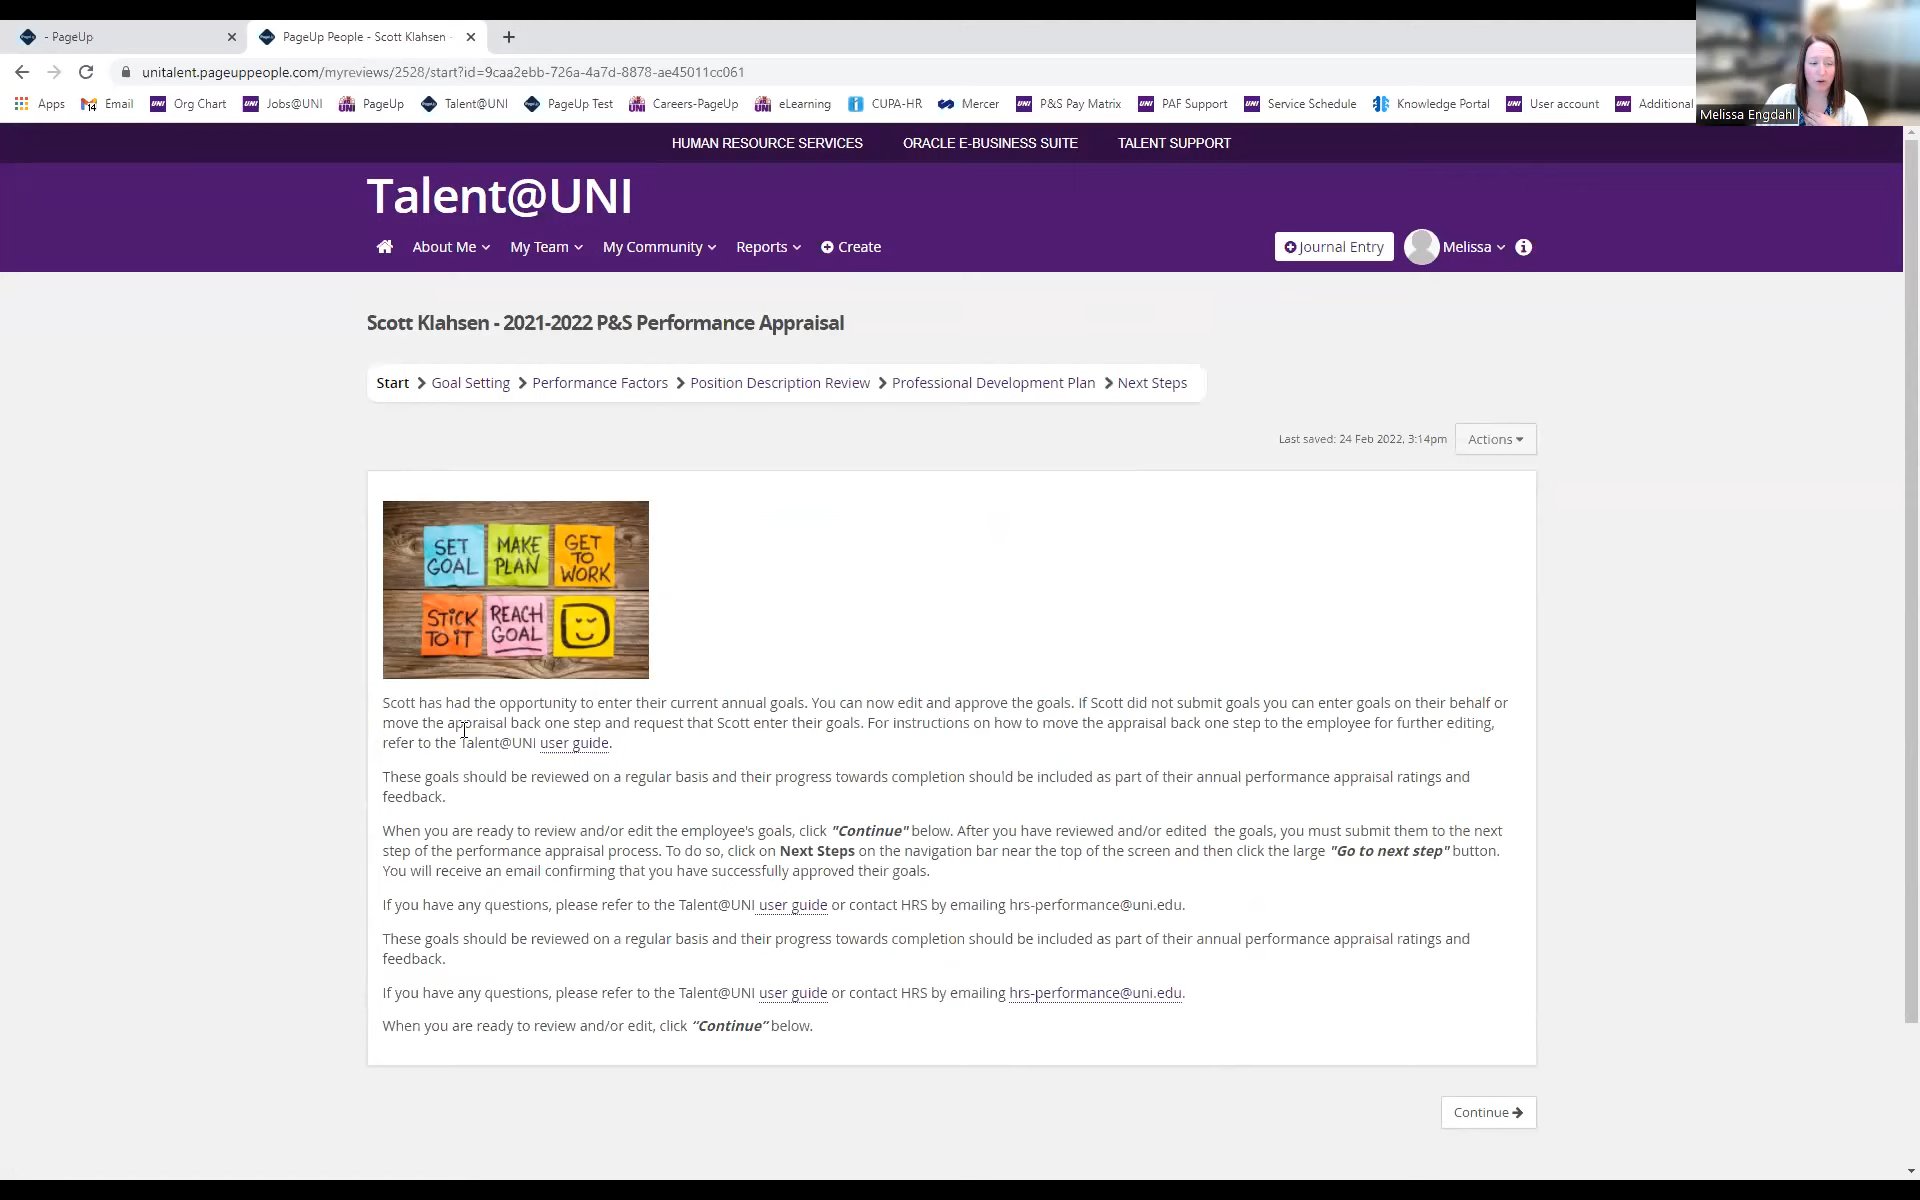 - PageUp
PageUp People - Scott Klahsen -
unitalent.pageuppeople.com/myreviews/2528/start?id=9caa2ebb-726a-4a7d-8878-ae45011cc061
Apps Email Org Chart Jobs@UNI PageUp Talent@UNI PageUp Test Careers-PageUp eLearning CUPA-HR Mercer P&S Pay Matrix PAF Support Service Schedule Knowledge Portal User account Additional
Melissa Engdahl
HUMAN RESOURCE SERVICES ORACLE E-BUSINESS SUITE TALENT SUPPORT
Talent@UNI
About Me My Team My Community Reports Create Journal Entry Melissa
Scott Klahsen - 2021-2022 P&S Performance Appraisal
Start Goal Setting Performance Factors Position Description Review Professional Development Plan Next Steps
Last saved: 24 Feb 2022, 3:14pm Actions
SET GOAL MAKE PLAN GET TO WORK
STICK TO IT REACH GOAL
Scott has had the opportunity to enter their current annual goals. You can now edit and approve the goals. If Scott did not submit goals you can enter goals on their behalf or
move the appraisal back one step and request that Scott enter their goals. For instructions on how to move the appraisal back one step to the employee for further editing,
refer to the Talent@UNI user guide.
These goals should be reviewed on a regular basis and their progress towards completion should be included as part of their annual performance appraisal ratings and
feedback.
When you are ready to review and/or edit the employee's goals, click "Continue" below. After you have reviewed and/or edited the goals, you must submit them to the next
step of the performance appraisal process. To do so, click on Next Steps on the navigation bar near the top of the screen and then click the large "Go to next step" button.
You will receive an email confirming that you have successfully approved their goals.
If you have any questions, please refer to the Talent@UNI user guide or contact HRS by emailing hrs-performance@uni.edu.
These goals should be reviewed on a regular basis and their progress towards completion should be included as part of their annual performance appraisal ratings and
feedback.
If you have any questions, please refer to the Talent@UNI user guide or contact HRS by emailing hrs-performance@uni.edu.
When you are ready to review and/or edit, click “Continue” below.
Continue